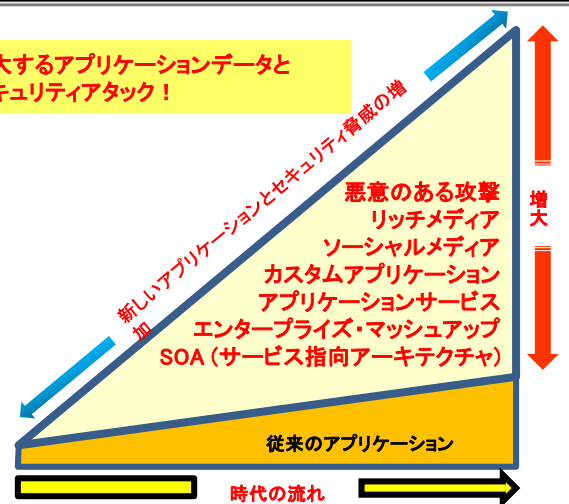 大するアプリケーションデータと
キュリティアタック！
新しいアプリケーションとセキュリティ脅威の増
加
悪意のある攻撃
リッチメディア
ソーシャルメディア
カスタムアプリケーション
アプリケーションサービス
エンタープライズ・マッシュアップ
SOA（サービス指向アーキテクチャ）
増大
従来のアプリケーション
時代の流れ